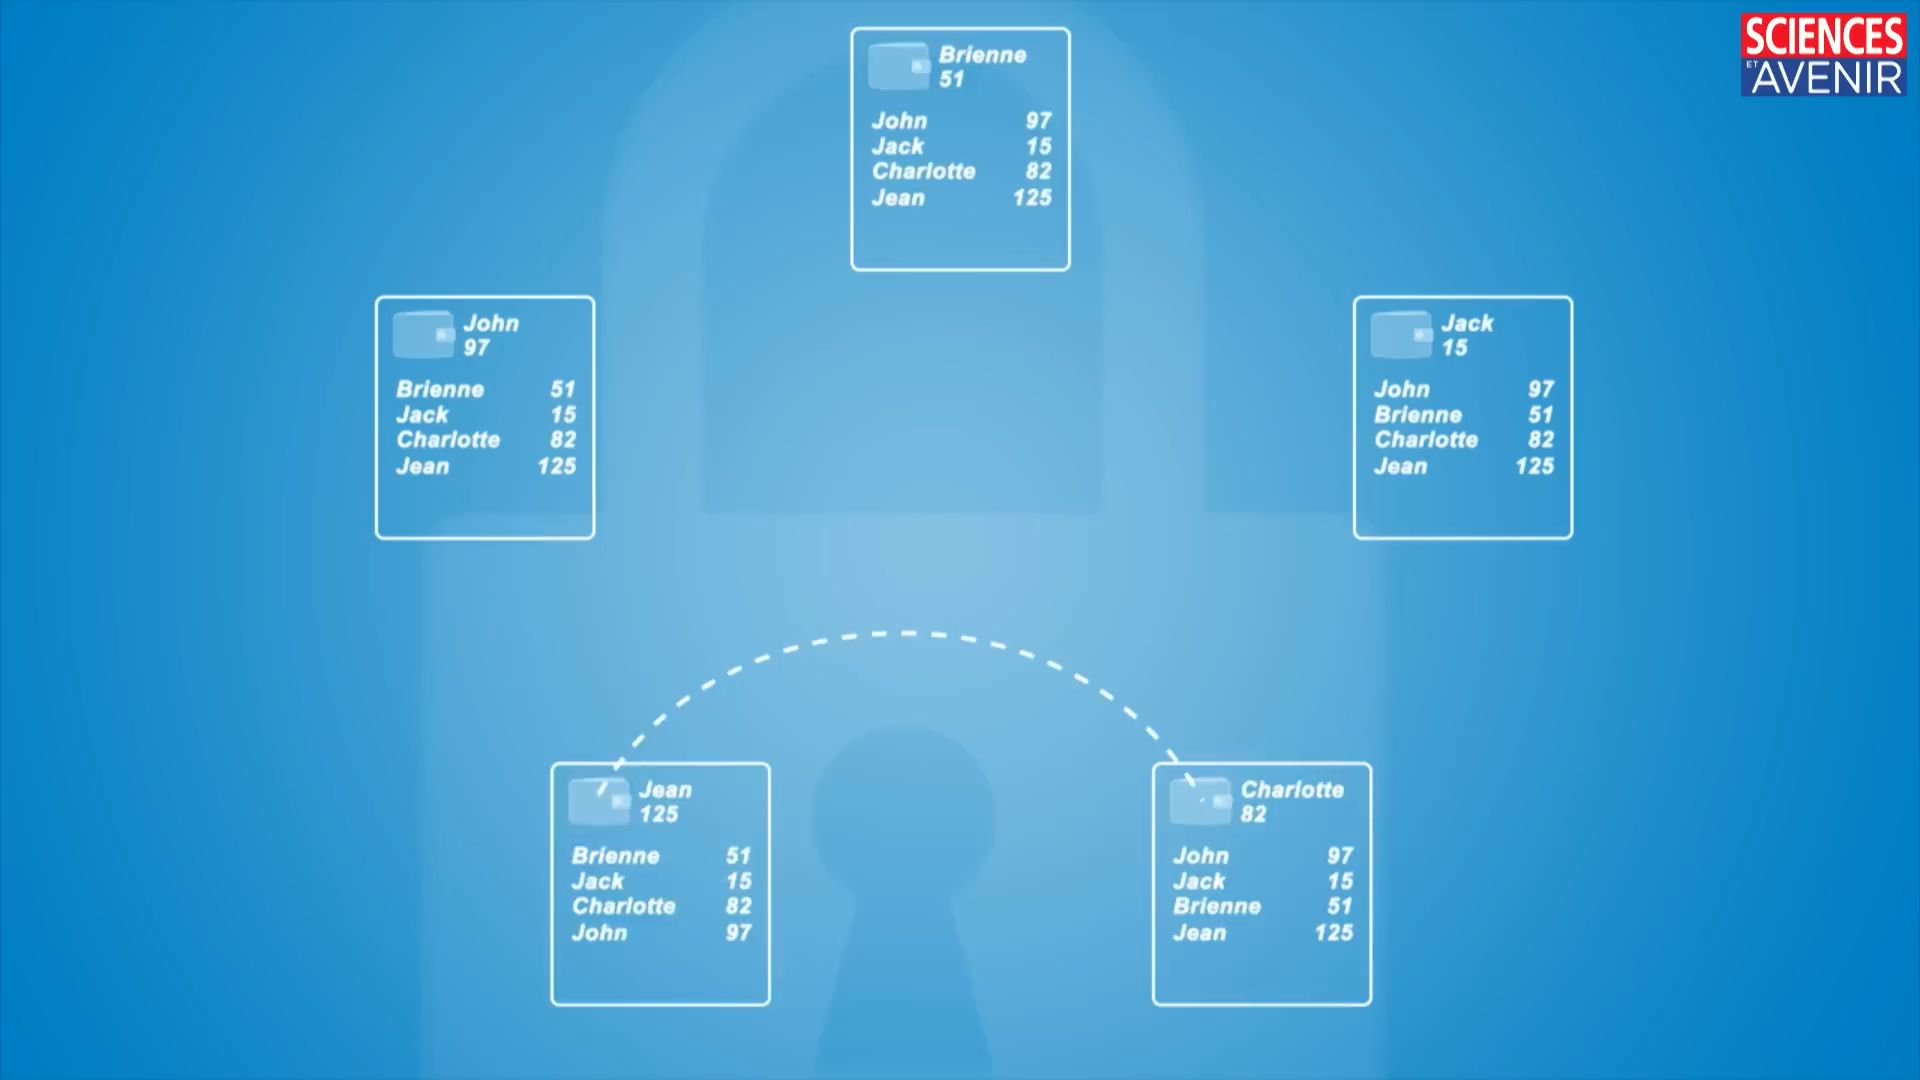 SCIENCES
ET AVENIR
Brienne
51
John 97
Jack 15
Charlotte 82
Jean 125
John
97
Brienne 51
Jack 15
Charlotte 82
Jean 125
Jack
15
John 97
Brienne 51
Charlotte 82
Jean 125
Jean
125
Brienne 51
Jack 15
Charlotte 82
John 97
Charlotte
82
John 97
Jack 15
Brienne 51
Jean 125